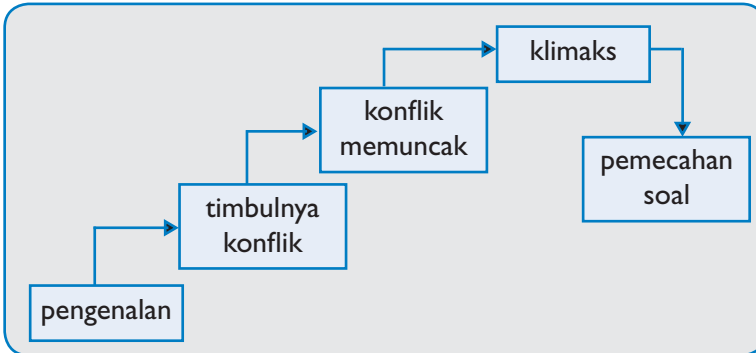 pengenalan
timbulnya
konflik
konflik
memuncak
klimaks
pemecahan
soal